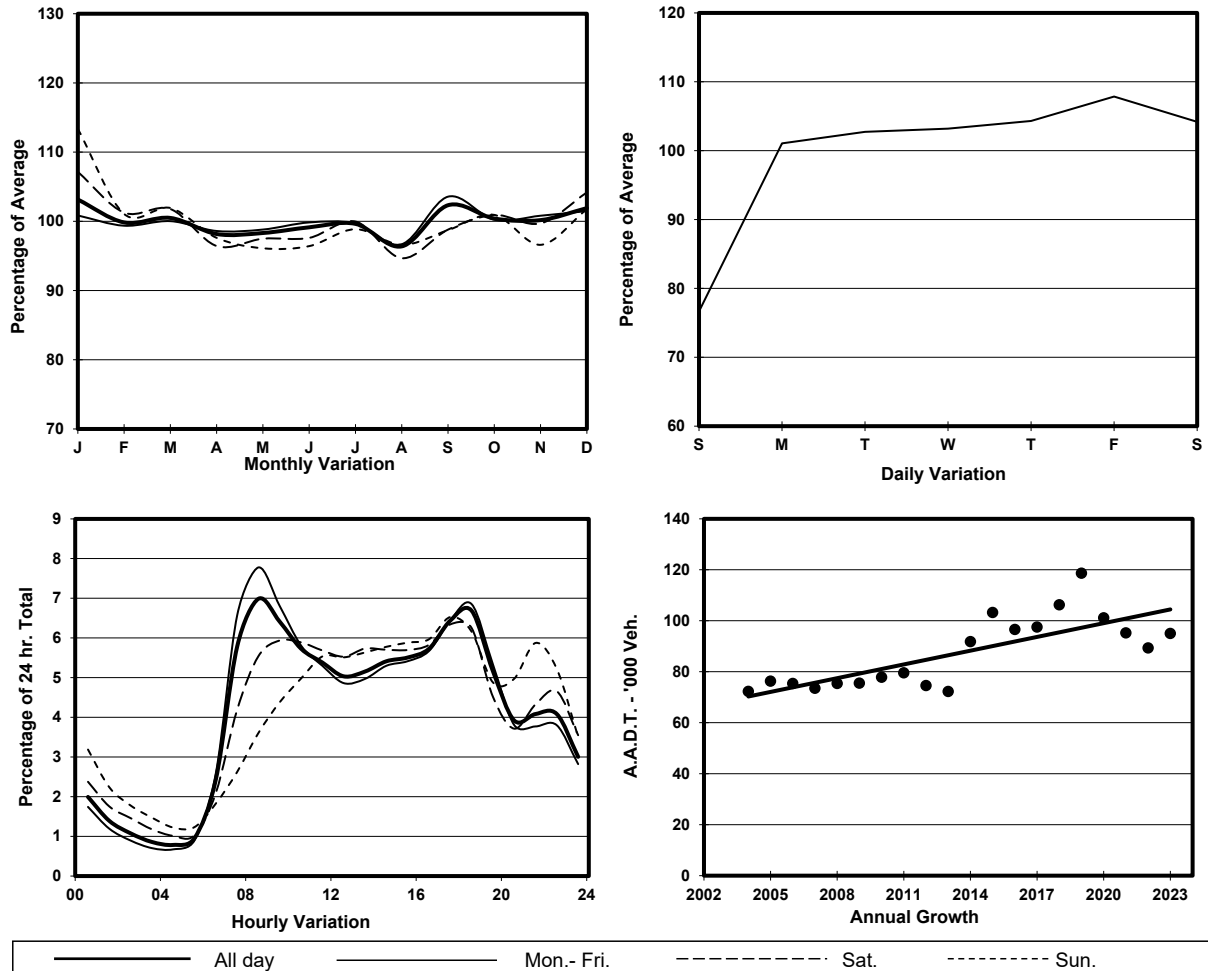 130
120
110
100
90
80
70
Percentage of Average
J F M A M J J A S O N D
Monthly Variation
120
110
100
90
80
70
60
Percentage of Average
S M T W T F S
Daily Variation
9
8
7
6
5
4
3
2
1
0
Percentage of 24 hr. Total
00 04 08 12 16 20 24
Hourly Variation
140
120
100
80
60
40
20
0
A.A.D.T. - '000 Veh.
2002 2005 2008 2011 2014 2017 2020 2023
Annual Growth
All day Mon.- Fri. Sat. Sun.